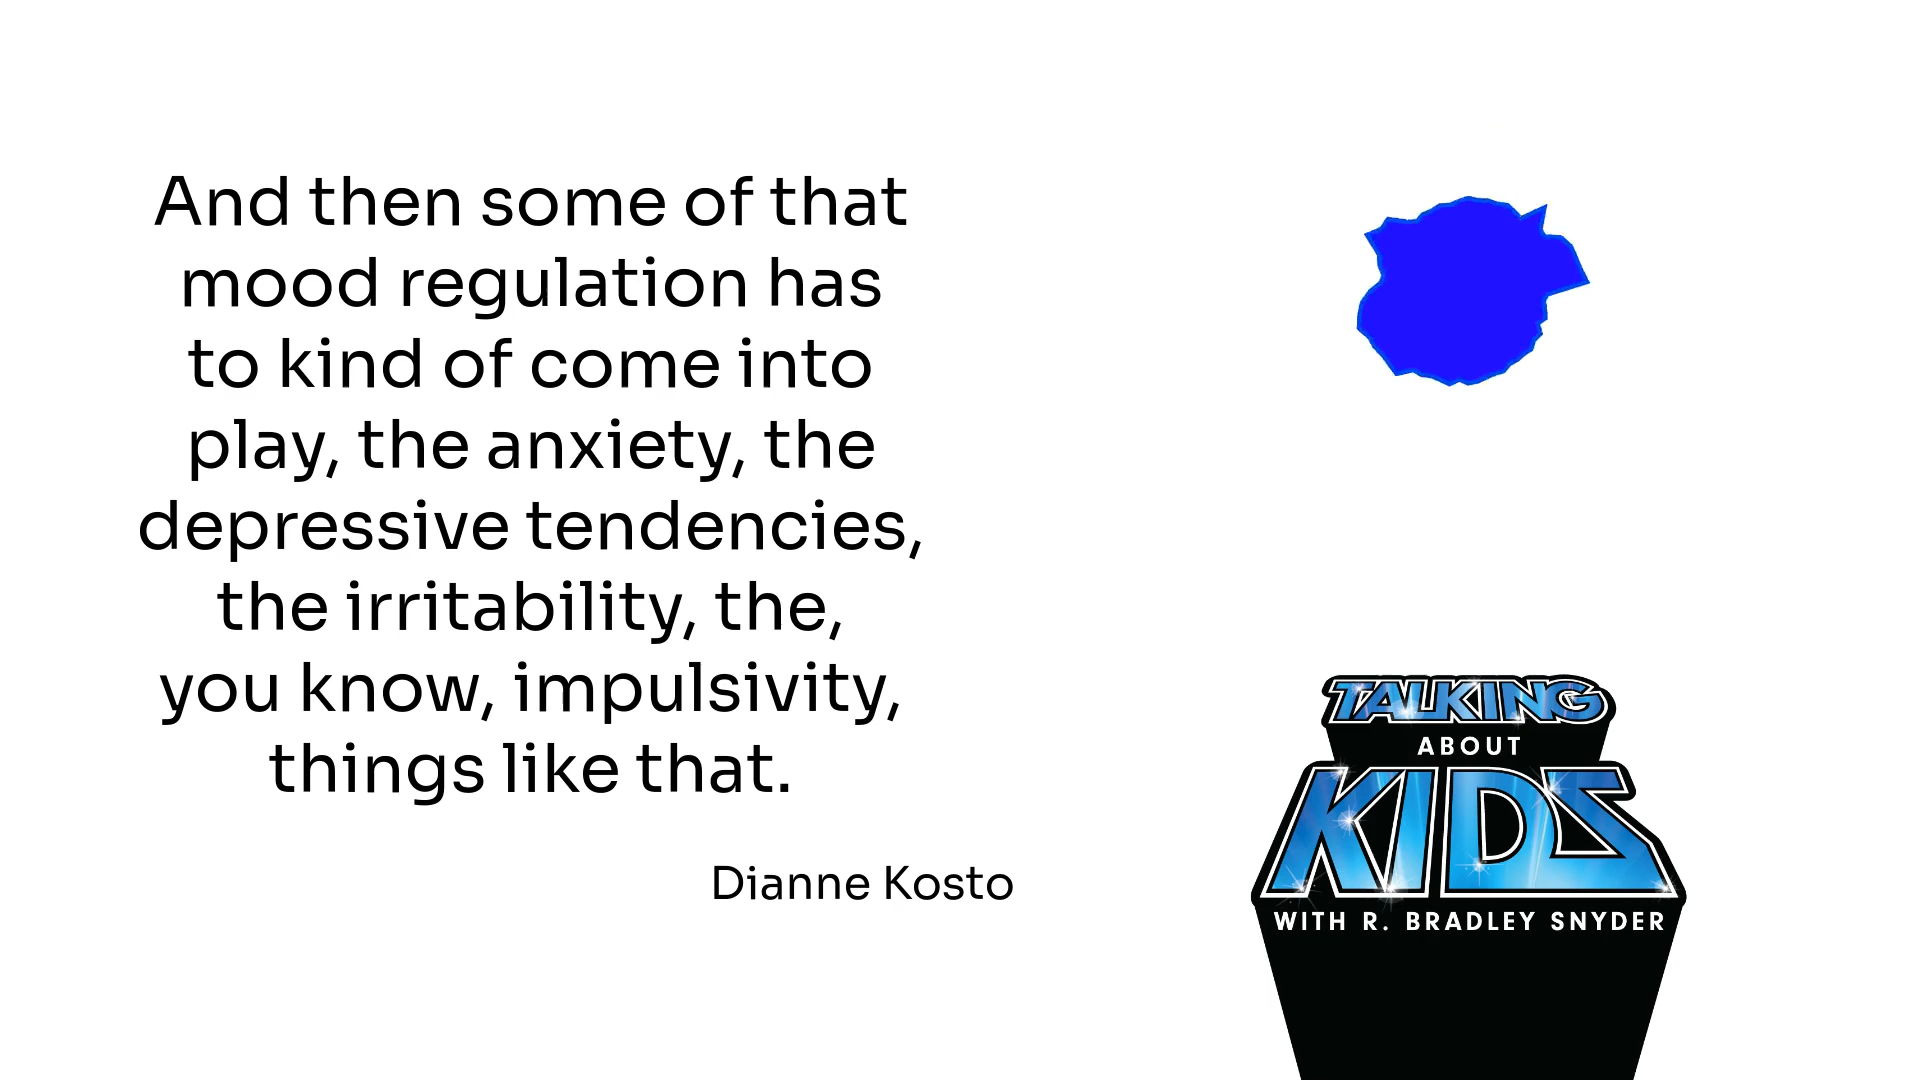 And then some of that
mood regulation has
to kind of come into
play, the anxiety, the
depressive tendencies,
the irritability, the,
you know, impulsivity,
things like that.
Dianne Kosto
TALKING
ABOUT
KIDS
WITH R. BRADLEY SNYDER